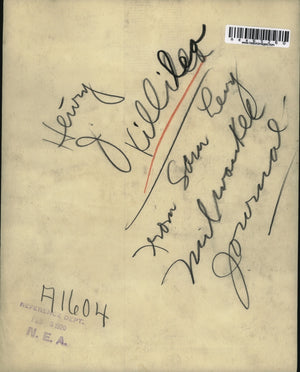 Henry
J.
Killilea
From Sam Levy
Milwaukee
Journal
A1604
REFERENCE DEPT.
N. E. A.